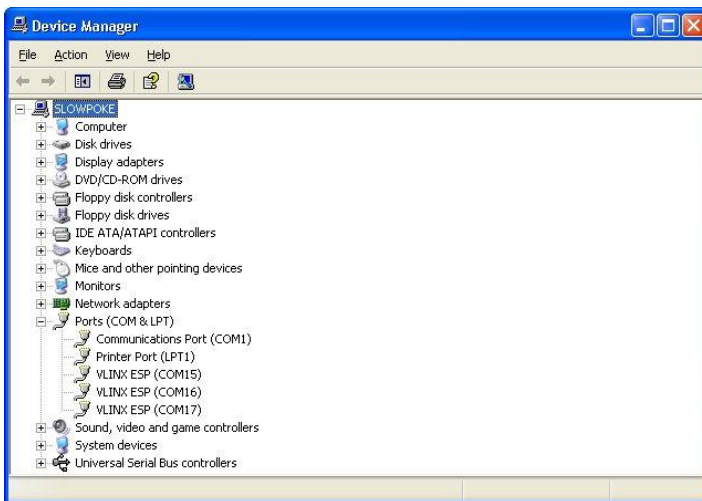 Device Manager
File Action View Help
SLOWPOKE
Computer
Disk drives
Display adapters
DVD/CD-ROM drives
Floppy disk controllers
Floppy disk drives
IDE ATA/ATAPI controllers
Keyboards
Mice and other pointing devices
Monitors
Network adapters
Ports (COM & LPT)
Communications Port (COM1)
Printer Port (LPT1)
VLINX ESP (COM15)
VLINX ESP (COM16)
VLINX ESP (COM17)
Sound, video and game controllers
System devices
Universal Serial Bus controllers